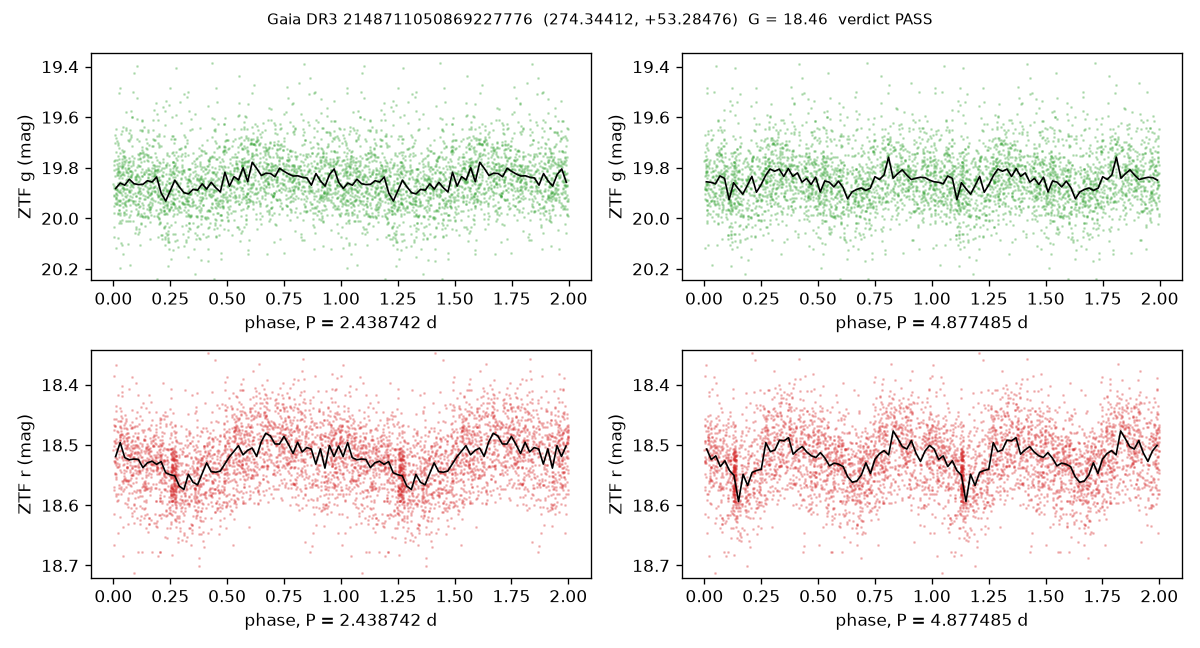 Gaia DR3 2148711050869227776 (274.34412, +53.28476) G = 18.46 verdict PASS
ZTF g (mag)
19.4
19.6
19.8
20.0
20.2
0.00 0.25 0.50 0.75 1.00 1.25 1.50 1.75 2.00
phase, P = 2.438742 d
ZTF g (mag)
19.4
19.6
19.8
20.0
20.2
0.00 0.25 0.50 0.75 1.00 1.25 1.50 1.75 2.00
phase, P = 4.877485 d
ZTF r (mag)
18.4
18.5
18.6
18.7
0.00 0.25 0.50 0.75 1.00 1.25 1.50 1.75 2.00
phase, P = 2.438742 d
ZTF r (mag)
18.4
18.5
18.6
18.7
0.00 0.25 0.50 0.75 1.00 1.25 1.50 1.75 2.00
phase, P = 4.877485 d